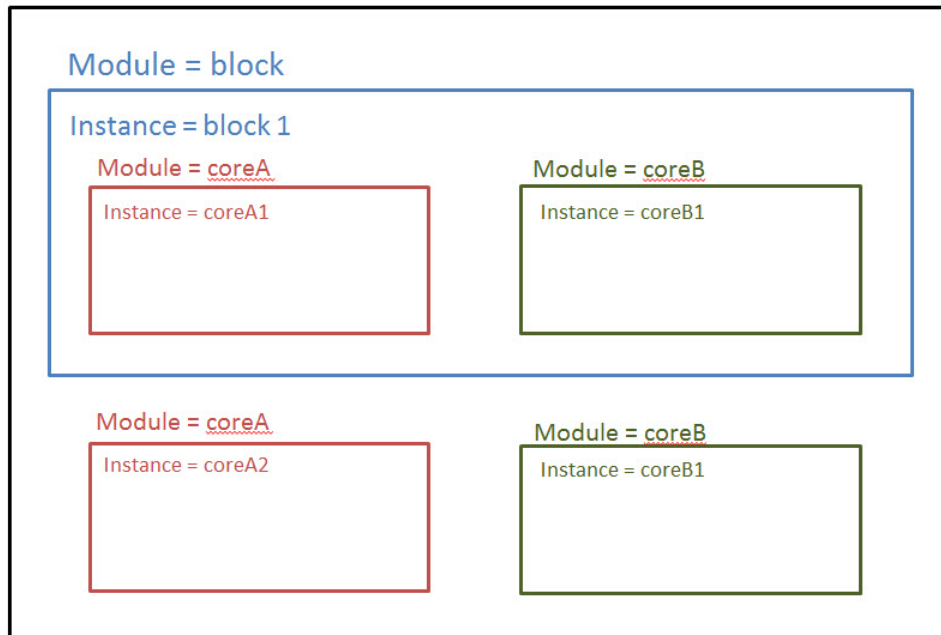 Module = block
Instance = block 1
Module = coreA
Module = coreB
Instance = coreA1
Instance = coreB1
Module = coreA
Module = coreB
Instance = coreA2
Instance = coreB1